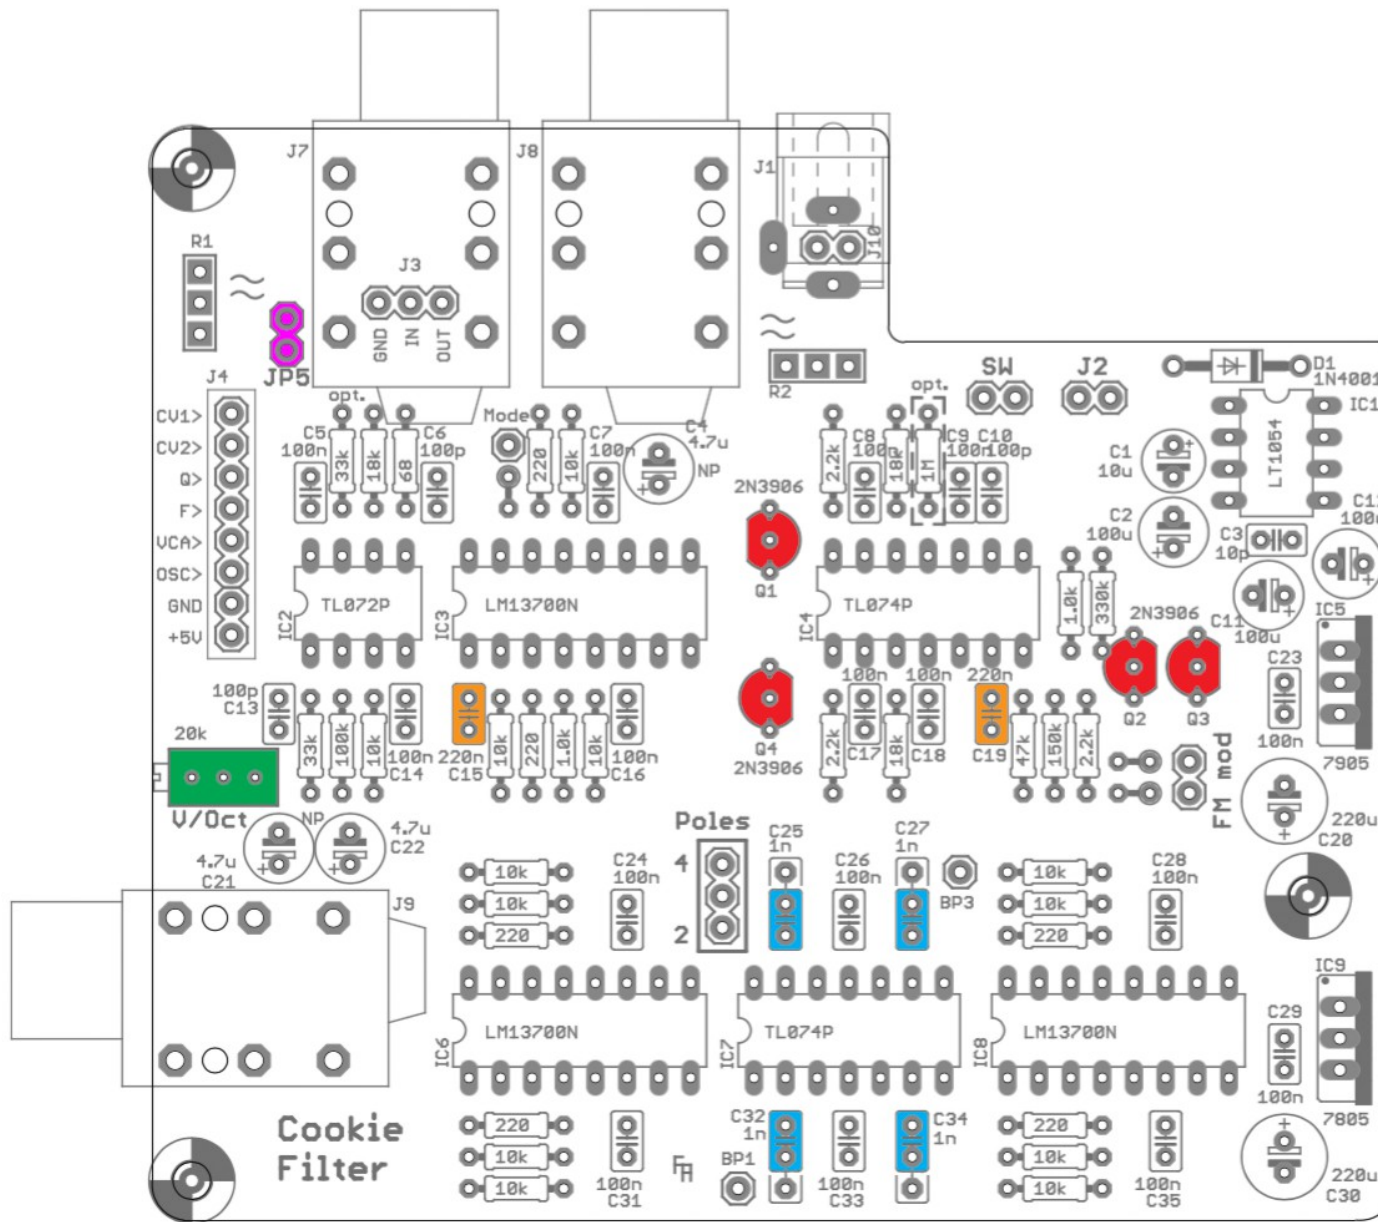 J7
J8
J1
J10
R1
J3
GND
IN
OUT
J4
JP5
R2
SW
J2
D1
1N4001
IC1
LT1054
opt.
Mode
opt.
CV1>
CV2>
Q>
F>
VCA>
OSC>
GND
+5V
C5
100n
33k
18k
68
C6
100p
220
10k
C7
100n
C4
4.7u
NP
2.2k
C8
100n
18k
1M
C9
100n
C10
100p
C1
10u
C2
100u
C3
10p
C12
100u
2N3906
Q1
IC2
TL072P
IC3
LM13700N
IC4
TL074P
1.0k
330k
2N3906
C11
100u
IC5
7905
100p
C13
33k
100k
10k
100n
C14
220n
C15
10k
220
1.0k
10k
100n
C16
Q4
2N3906
2.2k
100n
C17
18k
100n
C18
220n
C19
47k
150k
2.2k
Q2
Q3
C23
100n
20k
V/Oct
FM mod
220u
C20
NP
4.7u
C21
4.7u
C22
Poles
4
2
C25
1n
C26
100n
C27
1n
BP3
C24
100n
10k
10k
220
10k
10k
220
C28
100n
J9
IC6
LM13700N
IC7
TL074P
IC8
LM13700N
IC9
7805
C29
100n
Cookie
Filter
220
10k
10k
100n
C31
FA
BP1
C32
1n
100n
C33
C34
1n
220
10k
10k
100n
C35
220u
C30